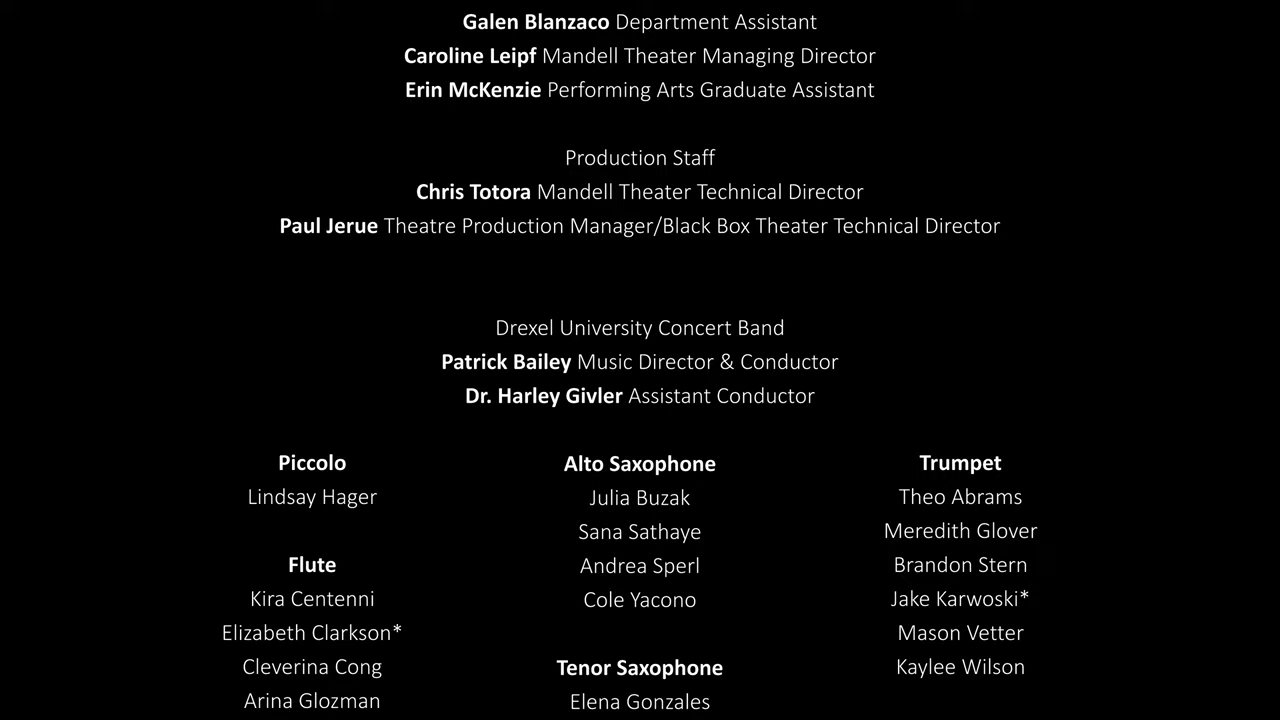 Galen Blanzaco Department Assistant
Caroline Leipf Mandell Theater Managing Director
Erin McKenzie Performing Arts Graduate Assistant
Production Staff
Chris Totora Mandell Theater Technical Director
Paul Jerue Theatre Production Manager/Black Box Theater Technical Director
Drexel University Concert Band
Patrick Bailey Music Director & Conductor
Dr. Harley Givler Assistant Conductor
Piccolo
Lindsay Hager
Flute
Kira Centenni
Elizabeth Clarkson*
Cleverina Cong
Arina Glozman
Alto Saxophone
Julia Buzak
Sana Sathaye
Andrea Sperl
Cole Yacono
Tenor Saxophone
Elena Gonzales
Trumpet
Theo Abrams
Meredith Glover
Brandon Stern
Jake Karwoski*
Mason Vetter
Kaylee Wilson